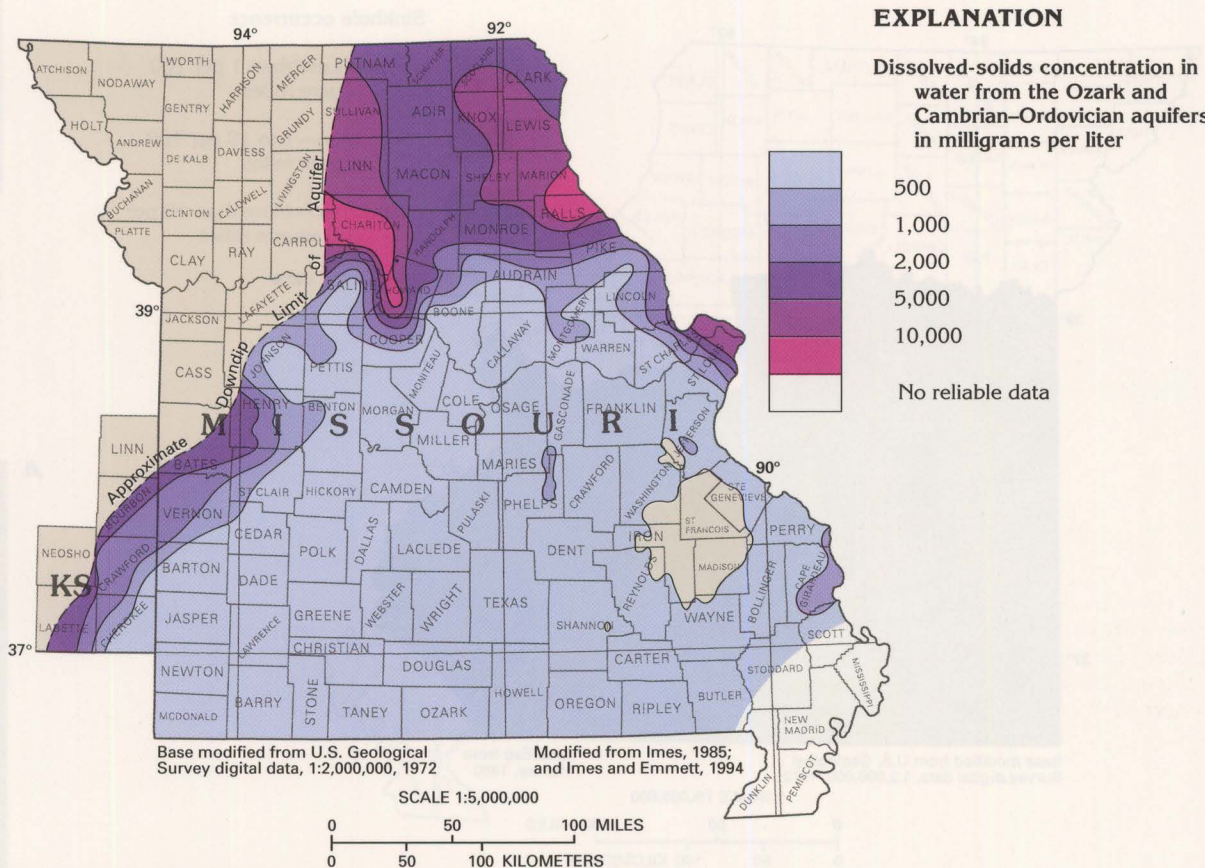 EXPLANATION
Dissolved-solids concentration in
water from the Ozark and
Cambrian–Ordovician aquifers
in milligrams per liter
500
1,000
2,000
5,000
10,000
No reliable data
94°
92°
ATCHISON
NODAWAY
WORTH
HARRISON
MERCER
PUTNAM
SCOTLAND
CLARK
HOLT
GENTRY
GRUNDY
SULLIVAN
ADIR
KNOX
LEWIS
ANDREW
DE KALB
DAVIESS
LIVINGSTON
LINN
MACON
SHELBY
MARION
BUCHANAN
CLINTON
CALDWELL
CHARITON
RANDOLPH
MONROE
RALLS
PLATTE
CLAY
RAY
CARROL
PIKE
AUDRAIN
SALINE
HOWARD
BOONE
LINCOLN
MONTGOMERY
39°
JACKSON
LAFAYETTE
COOPER
CALLAWAY
WARREN
ST CHARLES
ST LOUIS
CASS
JOHNSON
PETTIS
MONITEAU
COLE
OSAGE
GASCONADE
FRANKLIN
JEFFERSON
Approximate Downdip Limit of Aquifer
HENRY
BENTON
MORGAN
MISSOURI
MILLER
LINN
BATES
MARIES
90°
BOURBON
VERNON
ST CLAIR
HICKORY
CAMDEN
PULASKI
PHELPS
CRAWFORD
WASHINGTON
STE
GENEVIEVE
NEOSHO
CRAWFORD
CEDAR
POLK
DALLAS
LACLEDE
DENT
IRON
ST
FRANCOIS
PERRY
KS
BARTON
DADE
MADISON
BOLLINGER
CAPE
GIRARDEAU
LABETTE
CHEROKEE
JASPER
GREENE
WEBSTER
WRIGHT
TEXAS
SHANNON
REYNOLDS
WAYNE
SCOTT
37°
LAWRENCE
CHRISTIAN
NEWTON
DOUGLAS
CARTER
STODDARD
MISSISSIPPI
BARRY
STONE
HOWELL
OREGON
RIPLEY
BUTLER
MCDONALD
TANEY
OZARK
NEW
MADRID
DUNKLIN
PEMISCOT
Base modified from U.S. Geological
Survey digital data, 1:2,000,000, 1972
Modified from Imes, 1985;
and Imes and Emmett, 1994
SCALE 1:5,000,000
0 50 100 MILES
0 50 100 KILOMETERS